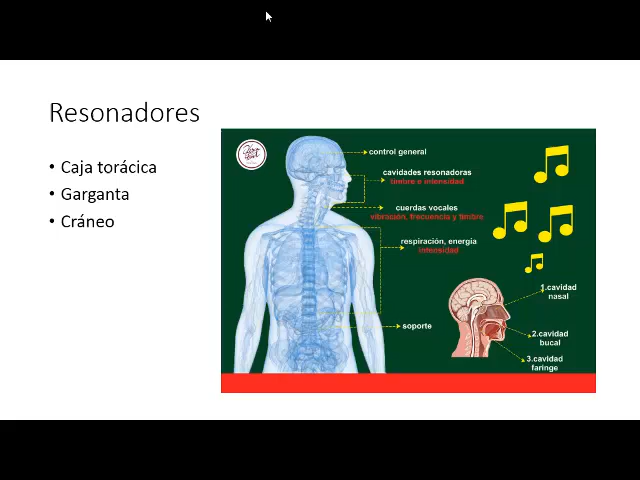 Resonadores
• Caja torácica
• Garganta
• Cráneo
control general
cavidades resonadoras
timbre e intensidad
cuerdas vocales
vibración, frecuencia y timbre
respiración, energía
intensidad
soporte
1.cavidad
nasal
2.cavidad
bucal
3.cavidad
faringe